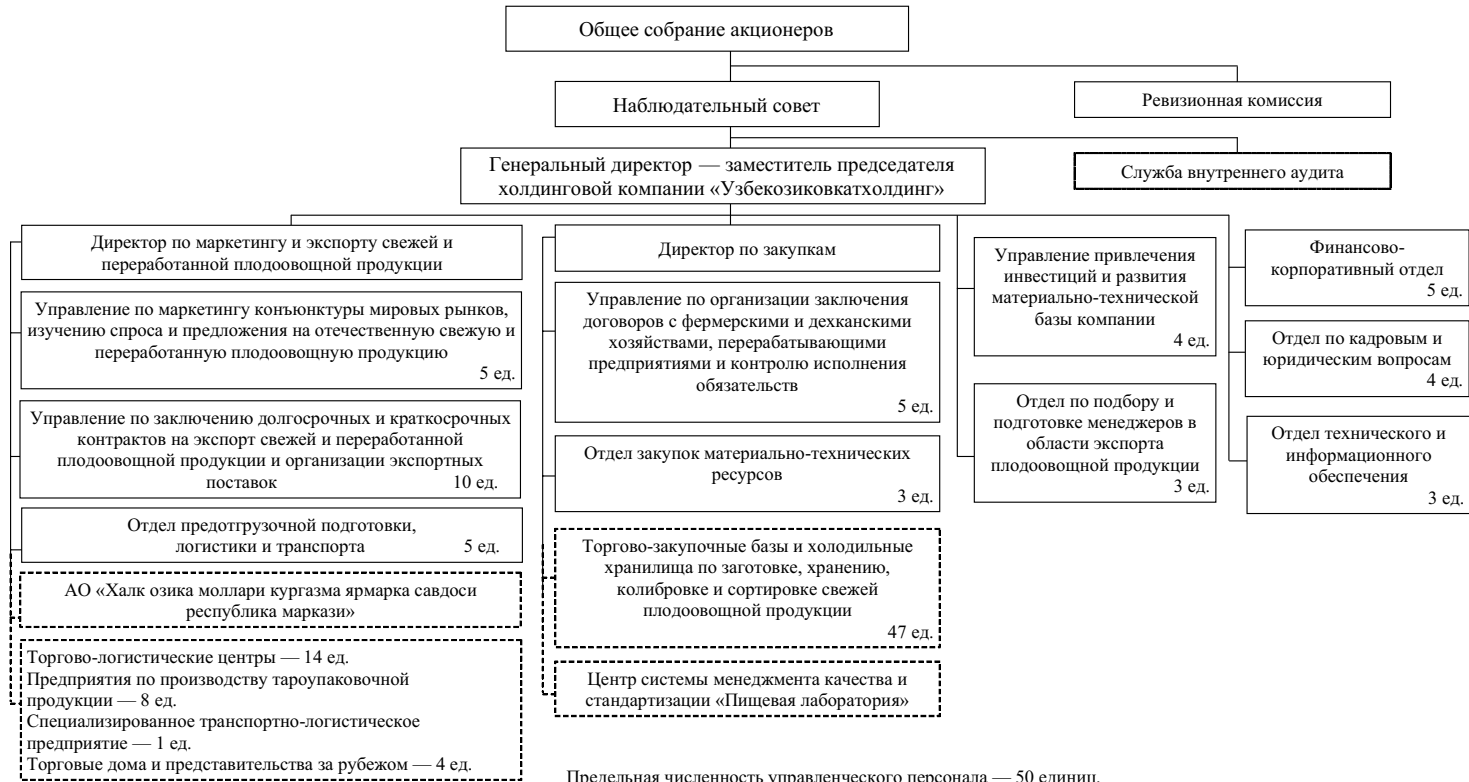 Общее собрание акционеров
Наблюдательный совет
Ревизионная комиссия
Генеральный директор — заместитель председателя
холдинговой компании «Узбекозиковкатхолдинг»
Служба внутреннего аудита
Директор по маркетингу и экспорту свежей и
переработанной плодоовощной продукции
Управление по маркетингу конъюнктуры мировых рынков,
изучению спроса и предложения на отечественную свежую и
переработанную плодоовощную продукцию
5 ед.
Управление по заключению долгосрочных и краткосрочных
контрактов на экспорт свежей и переработанной
плодоовощной продукции и организации экспортных
поставок 10 ед.
Отдел предотгрузочной подготовки,
логистики и транспорта 5 ед.
АО «Халк озика моллари кургазма ярмарка савдоси
республика маркази»
Торгово-логистические центры — 14 ед.
Предприятия по производству тароупаковочной
продукции — 8 ед.
Специализированное транспортно-логистическое
предприятие — 1 ед.
Торговые дома и представительства за рубежом — 4 ед.
Директор по закупкам
Управление по организации заключения
договоров с фермерскими и дехканскими
хозяйствами, перерабатывающими
предприятиями и контролю исполнения
обязательств
5 ед.
Отдел закупок материально-технических
ресурсов
3 ед.
Торгово-закупочные базы и холодильные
хранилища по заготовке, хранению,
колибровке и сортировке свежей
плодоовощной продукции
47 ед.
Центр системы менеджмента качества и
стандартизации «Пищевая лаборатория»
Управление привлечения
инвестиций и развития
материально-технической
базы компании
4 ед.
Отдел по подбору и
подготовке менеджеров в
области экспорта
плодоовощной продукции
3 ед.
Финансово-
корпоративный отдел
5 ед.
Отдел по кадровым и
юридическим вопросам
4 ед.
Отдел технического и
информационного
обеспечения
3 ед.
Предельная численность управленческого персонала — 50 единиц.